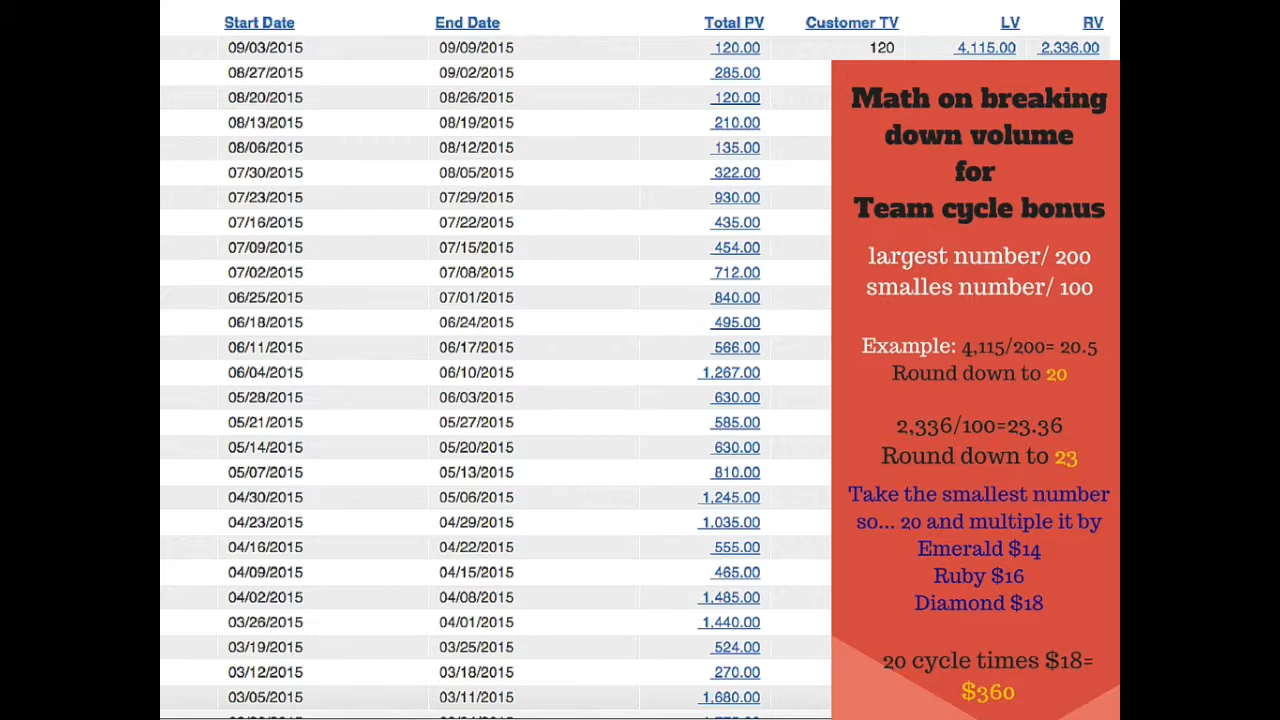 Start Date End Date Total PV Customer TV LV RV
09/03/2015 09/09/2015 120.00 120 4,115.00 2,336.00
08/27/2015 09/02/2015 285.00
08/20/2015 08/26/2015 120.00
08/13/2015 08/19/2015 210.00
08/06/2015 08/12/2015 135.00
07/30/2015 08/05/2015 322.00
07/23/2015 07/29/2015 930.00
07/16/2015 07/22/2015 435.00
07/09/2015 07/15/2015 454.00
07/02/2015 07/08/2015 712.00
06/25/2015 07/01/2015 840.00
06/18/2015 06/24/2015 495.00
06/11/2015 06/17/2015 566.00
06/04/2015 06/10/2015 1,267.00
05/28/2015 06/03/2015 630.00
05/21/2015 05/27/2015 585.00
05/14/2015 05/20/2015 630.00
05/07/2015 05/13/2015 810.00
04/30/2015 05/06/2015 1,245.00
04/23/2015 04/29/2015 1,035.00
04/16/2015 04/22/2015 555.00
04/09/2015 04/15/2015 465.00
04/02/2015 04/08/2015 1,485.00
03/26/2015 04/01/2015 1,440.00
03/19/2015 03/25/2015 524.00
03/12/2015 03/18/2015 270.00
03/05/2015 03/11/2015 1,680.00
Math on breaking
down volume
for
Team cycle bonus
largest number/ 200
smalles number/ 100
Example: 4,115/200= 20.5
Round down to 20
2,336/100=23.36
Round down to 23
Take the smallest number
so... 20 and multiple it by
Emerald $14
Ruby $16
Diamond $18
20 cycle times $18=
$360